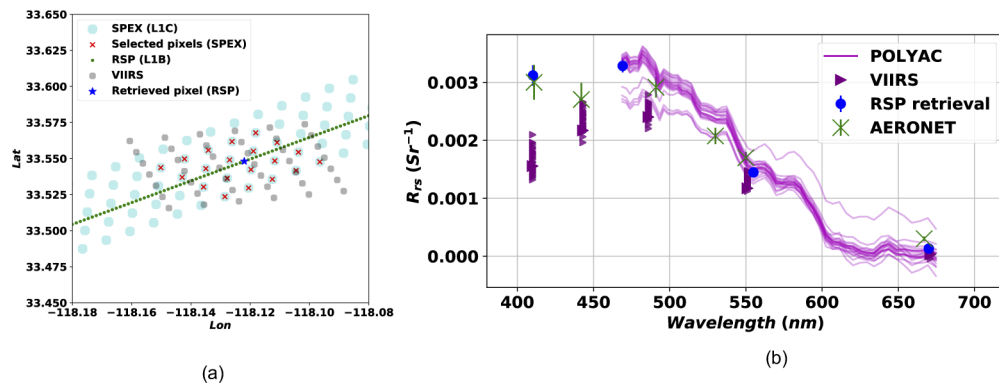 33.650
33.625
33.600
33.575
33.550
33.525
33.500
33.475
33.450
Lat
SPEX (L1C)
Selected pixels (SPEX)
RSP (L1B)
VIIRS
Retrieved pixel (RSP)
−118.18 −118.16 −118.14 −118.12 −118.10 −118.08
Lon
(a)
0.003
0.002
0.001
0.000
Rrs (Sr−1)
POLYAC
VIIRS
RSP retrieval
AERONET
400 450 500 550 600 650 700
Wavelength (nm)
(b)